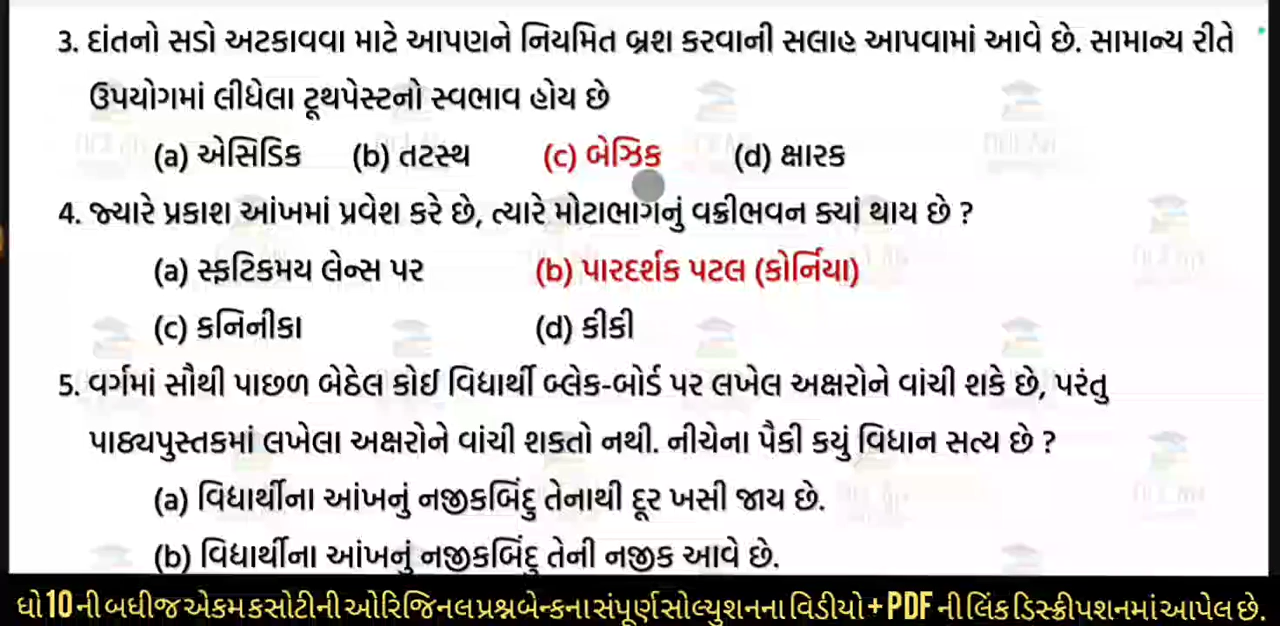 3. દાંતનો સડો અટકાવવા માટે આપણને નિયમિત બ્રશ કરવાની સલાહ આપવામાં આવે છે. સામાન્ય રીતે
ઉપયોગમાં લીધેલા ટૂથપેસ્ટનો સ્વભાવ હોય છે
(a) એસિડિક (b) તટસ્થ (c) બેઝિક (d) ક્ષારક
4. જ્યારે પ્રકાશ આંખમાં પ્રવેશ કરે છે, ત્યારે મોટાભાગનું વક્રીભવન ક્યાં થાય છે ?
(a) સ્ફટિકમય લેન્સ પર (b) પારદર્શક પટલ (કોર્નિયા)
(c) કનિનીકા (d) કીકી
5. વર્ગમાં સૌથી પાછળ બેઠેલ કોઈ વિદ્યાર્થી બ્લેક-બોર્ડ પર લખેલ અક્ષરોને વાંચી શકે છે, પરંતુ
પાઠ્યપુસ્તકમાં લખેલા અક્ષરોને વાંચી શકતો નથી. નીચેના પૈકી કયું વિધાન સત્ય છે ?
(a) વિદ્યાર્થીના આંખનું નજીકબિંદુ તેનાથી દૂર ખસી જાય છે.
(b) વિદ્યાર્થીના આંખનું નજીકબિંદુ તેની નજીક આવે છે.
ધો 10 ની બધી જ એકમ કસોટીની ઓરિજિનલ પ્રશ્ન બેન્કના સંપૂર્ણ સોલ્યુશનના વિડીયો + PDF ની લિંક ડિસ્ક્રીપશનમાં આપેલ છે.